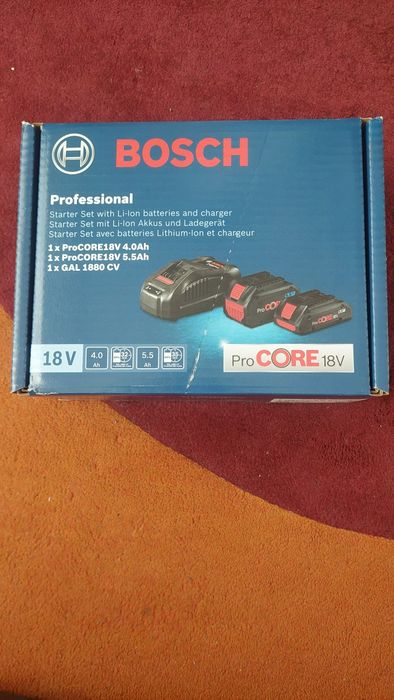 BOSCH
Professional
Starter Set with Li-Ion batteries and charger
Starter Set mit Li-Ion Akkus und Ladegerät
Starter Set avec batteries Lithium-Ion et chargeur
1 x ProCORE18V 4.0Ah
1 x ProCORE18V 5.5Ah
1 x GAL 1880 CV
18 V
4.0 Ah
5.5 Ah
ProCORE18V